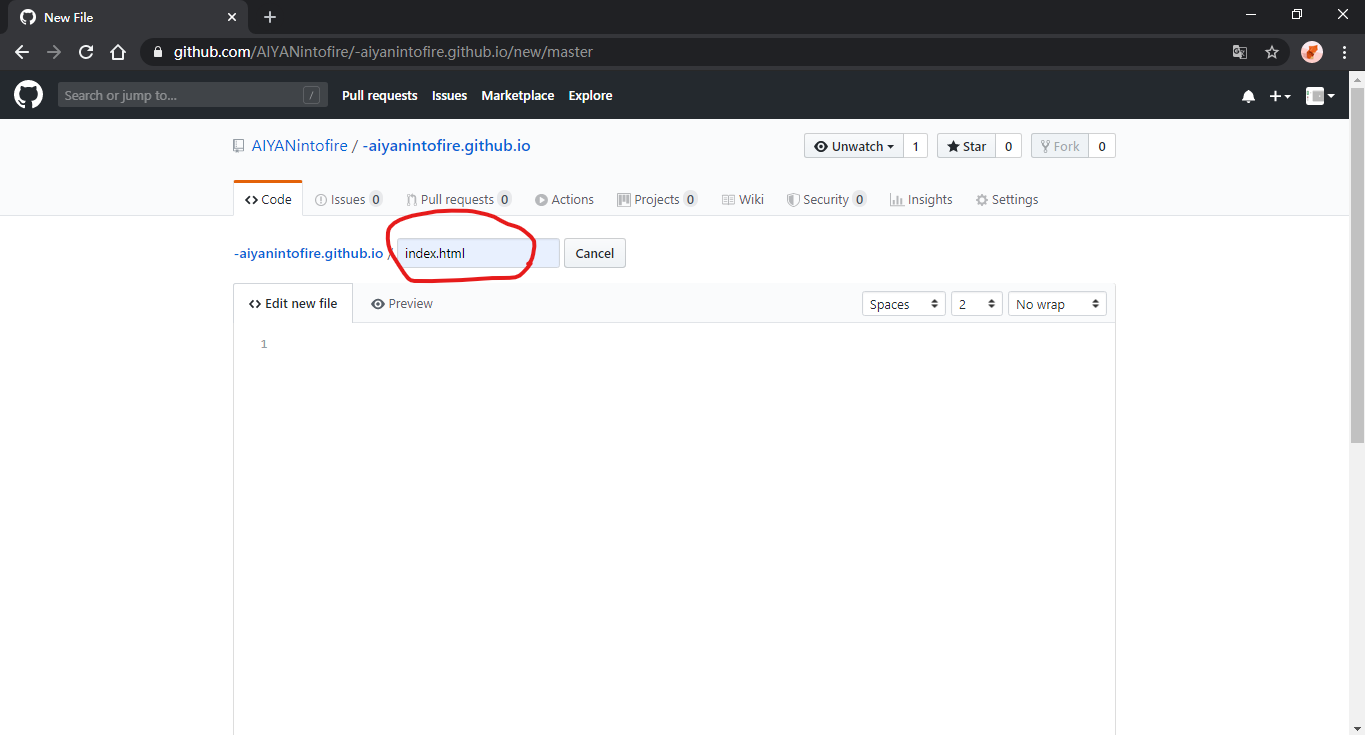 New File
github.com/AIYANintofire/-aiyanintofire.github.io/new/master
Search or jump to... /
Pull requests Issues Marketplace Explore
AIYANintofire / -aiyanintofire.github.io
Unwatch 1 Star 0 Fork 0
Code Issues 0 Pull requests 0 Actions Projects 0 Wiki Security 0 Insights Settings
-aiyanintofire.github.io / index.html Cancel
Edit new file Preview Spaces 2 No wrap
1